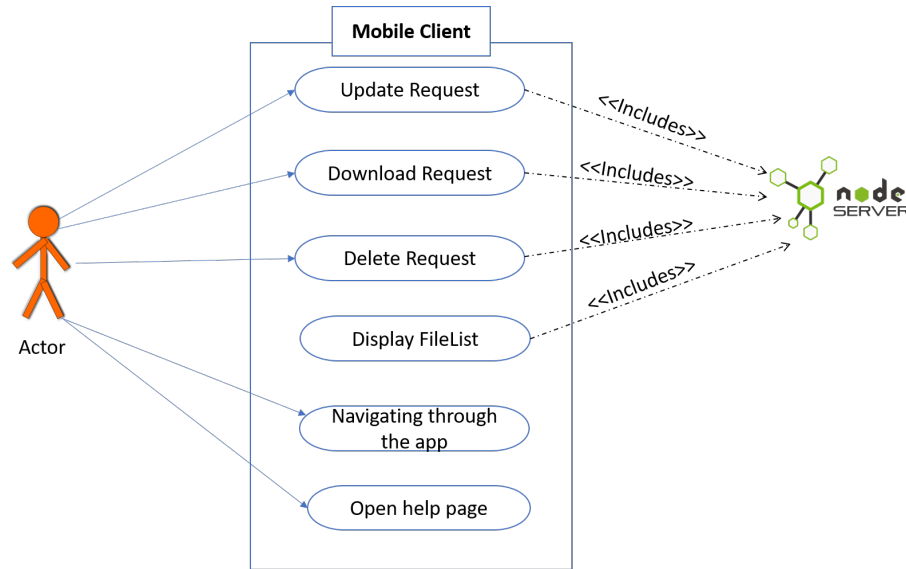 Mobile Client
Update Request
<<Includes>>
Download Request
<<Includes>>
node
SERVER
Delete Request
<<Includes>>
Display FileList
<<Includes>>
Actor
Navigating through
the app
Open help page